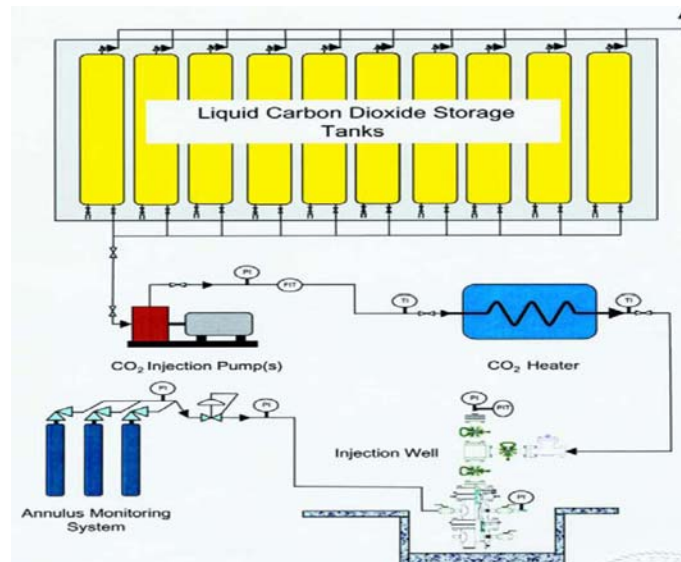 Liquid Carbon Dioxide Storage
Tanks
PI
FIT
TI
TI
CO₂ Injection Pump(s)
CO₂ Heater
PI
PI
PI
PIT
Injection Well
PI
Annulus Monitoring
System